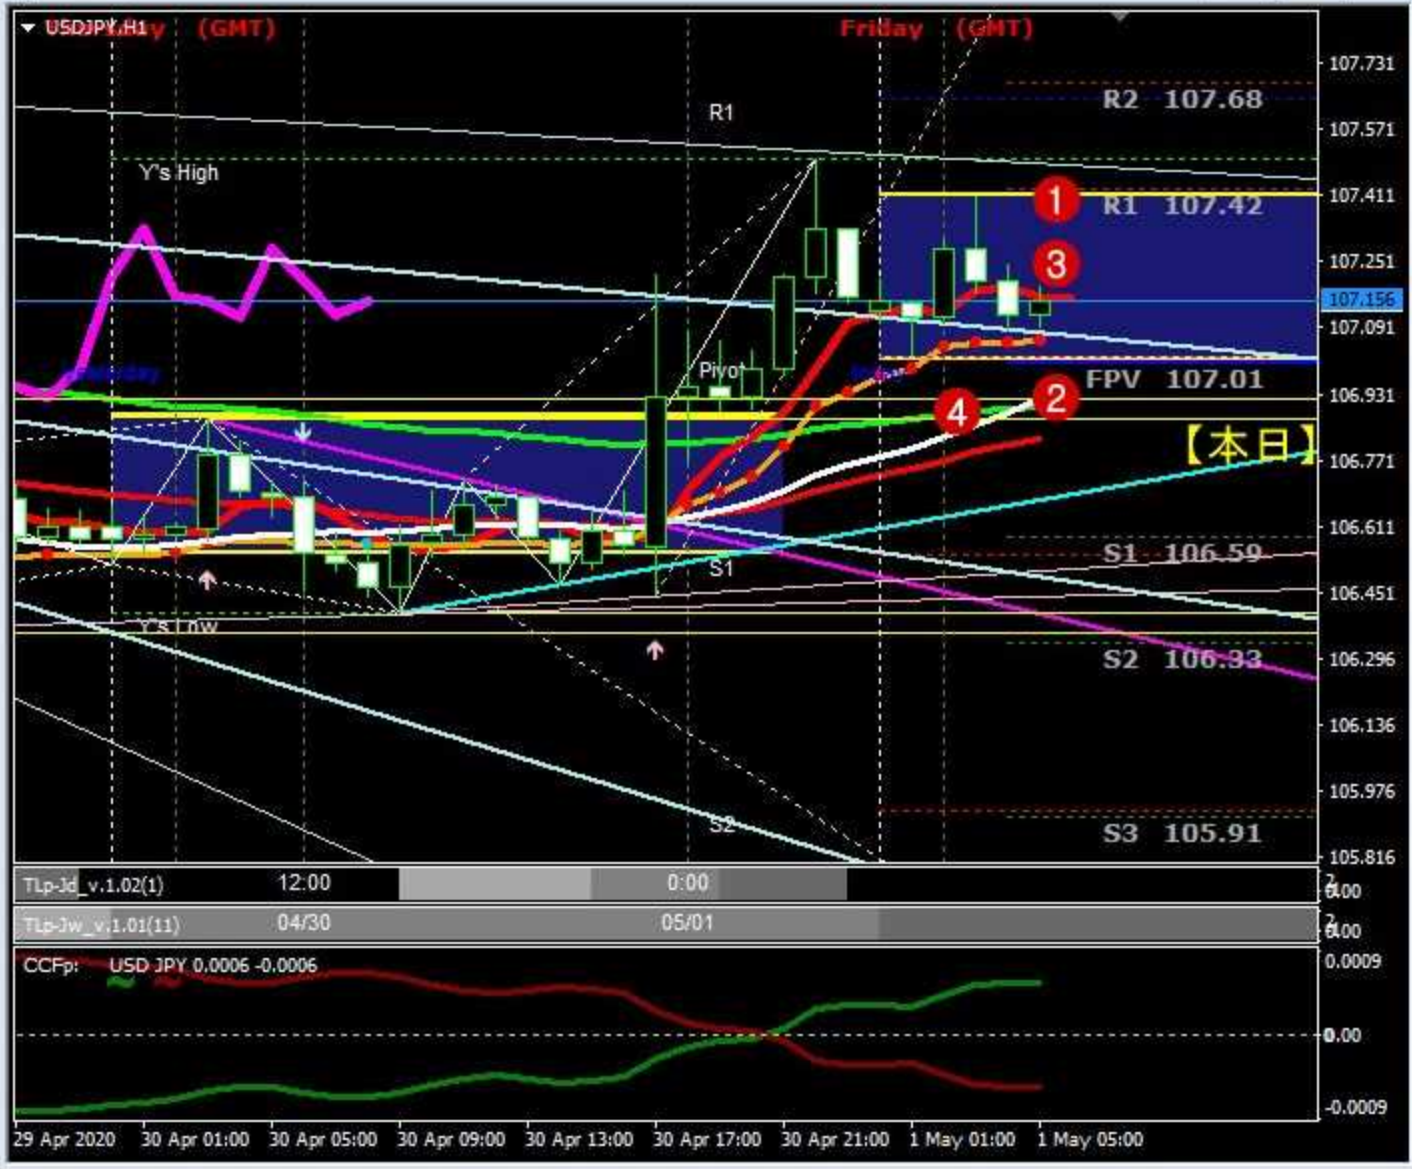 USDJPY,H1
(GMT)
Friday (GMT)
107.731
R2 107.68
R1
107.571
Y's High
107.411
1
R1 107.42
3
107.251
107.156
107.091
Pivot
FPV 107.01
4
2
106.931
【本日】
106.771
106.611
S1 106.59
S1
106.451
Y's Low
S2 106.33
106.296
106.136
105.976
S2
S3 105.91
105.816
TLp-Jd_v.1.02(1)
12:00
0:00
TLp-Jw_v.1.01(11)
04/30
05/01
CCFp: USD JPY 0.0006 -0.0006
0.0009
0.00
-0.0009
29 Apr 2020 30 Apr 01:00 30 Apr 05:00 30 Apr 09:00 30 Apr 13:00 30 Apr 17:00 30 Apr 21:00 1 May 01:00 1 May 05:00